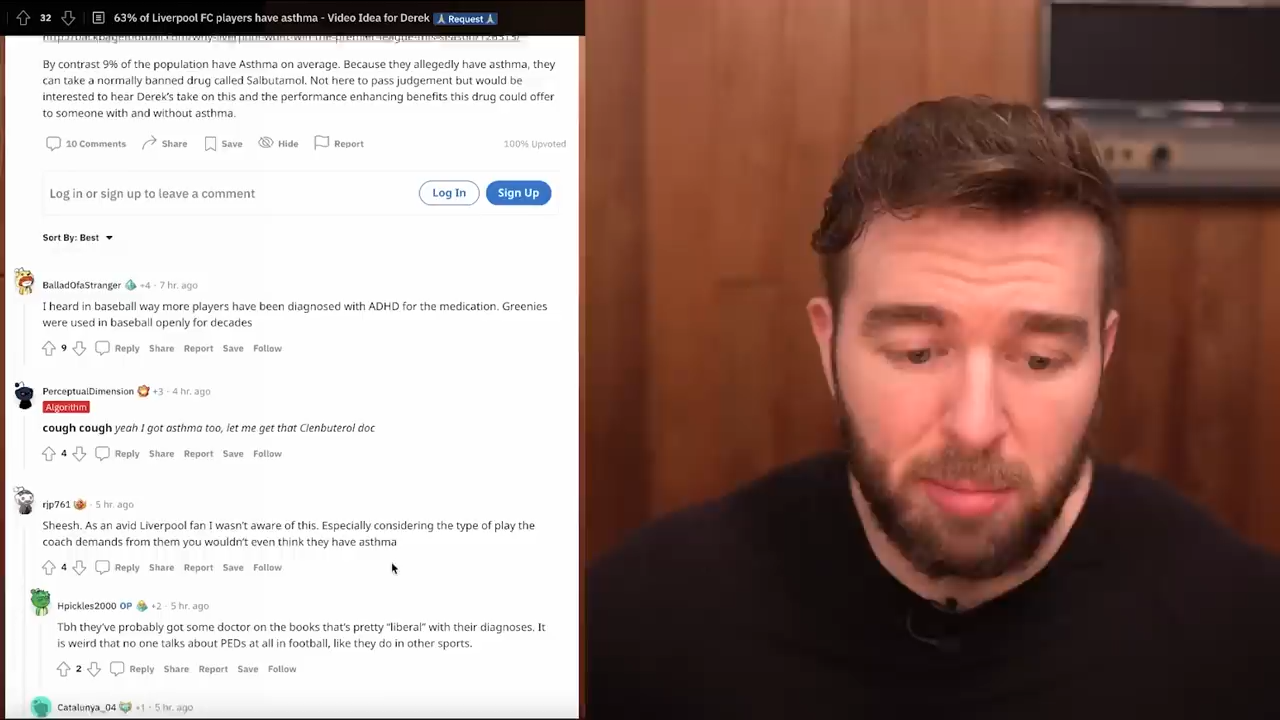 32 63% of Liverpool FC players have asthma - Video Idea for Derek 🙏 Request 🙏
By contrast 9% of the population have Asthma on average. Because they allegedly have asthma, they
can take a normally banned drug called Salbutamol. Not here to pass judgement but would be
interested to hear Derek's take on this and the performance enhancing benefits this drug could offer
to someone with and without asthma.
10 Comments Share Save Hide Report 100% Upvoted
Log in or sign up to leave a comment Log In Sign Up
Sort By: Best
BalladOfaStranger +4 · 7 hr. ago
I heard in baseball way more players have been diagnosed with ADHD for the medication. Greenies
were used in baseball openly for decades
9 Reply Share Report Save Follow
PerceptualDimension +3 · 4 hr. ago
Algorithm
cough cough yeah I got asthma too, let me get that Clenbuterol doc
4 Reply Share Report Save Follow
rjp761 · 5 hr. ago
Sheesh. As an avid Liverpool fan I wasn't aware of this. Especially considering the type of play the
coach demands from them you wouldn't even think they have asthma
4 Reply Share Report Save Follow
Hpickles2000 OP +2 · 5 hr. ago
Tbh they've probably got some doctor on the books that's pretty "liberal" with their diagnoses. It
is weird that no one talks about PEDs at all in football, like they do in other sports.
2 Reply Share Report Save Follow
Catalunya_04 +1 · 5 hr. ago